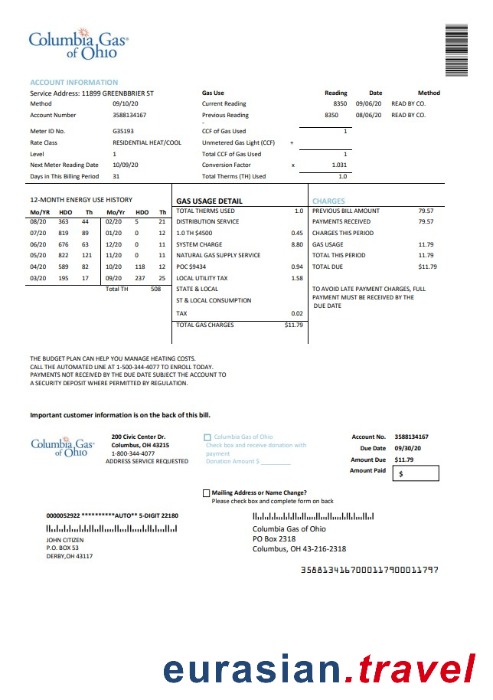 Columbia Gas®
of Ohio
ACCOUNT INFORMATION
Service Address: 11899 GREENBBRIER ST
Method 09/10/20
Account Number 3588134167
Meter ID No. G35193
Rate Class RESIDENTIAL HEAT/COOL
Level 1
Next Meter Reading Date 10/09/20
Days in This Billing Period 31
Gas Use Reading Date Method
Current Reading 8350 09/06/20 READ BY CO.
Previous Reading 8350 08/06/20 READ BY CO.
-
CCF of Gas Used 1
Unmetered Gas Light (CCF) +
Total CCF of Gas Used 1
Conversion Factor x 1.031
Total Therms (TH) Used 1.0
12-MONTH ENERGY USE HISTORY
Mo/YR HDO Th Mo/Yr HDO Th
08/20 363 44 02/20 5 21
07/20 819 89 01/20 0 12
06/20 676 63 12/20 0 11
05/20 822 121 11/20 0 11
04/20 589 82 10/20 118 12
03/20 195 17 09/20 237 25
Total TH 508
GAS USAGE DETAIL
TOTAL THERMS USED 1.0
DISTRIBUTION SERVICE
1.0 TH $4500 0.45
SYSTEM CHARGE 8.80
NATURAL GAS SUPPLY SERVICE
POC $9434 0.94
LOCAL UTILITY TAX 1.58
STATE & LOCAL
ST & LOCAL CONSUMPTION
TAX 0.02
TOTAL GAS CHARGES $11.79
CHARGES
PREVIOUS BILL AMOUNT 79.57
PAYMENTS RECEIVED 79.57
CHARGES THIS PERIOD
GAS USAGE 11.79
TOTAL THIS PERIOD 11.79
TOTAL DUE $11.79
TO AVOID LATE PAYMENT CHARGES, FULL
PAYMENT MUST BE RECEIVED BY THE
DUE DATE
THE BUDGET PLAN CAN HELP YOU MANAGE HEATING COSTS.
CALL THE AUTOMATED LINE AT 1-500-344-4077 TO ENROLL TODAY.
PAYMENTS NOT RECEIVED BY THE DUE DATE SUBJECT THE ACCOUNT TO
A SECURITY DEPOSIT WHERE PERMITTED BY REGULATION.
Important customer information is on the back of this bill.
Columbia Gas®
of Ohio
200 Civic Center Dr.
Columbus, OH 43215
1-800-344-4077
ADDRESS SERVICE REQUESTED
Columbia Gas of Ohio
Check box and receive donation with
payment
Donation Amount $ ________
Account No. 3588134167
Due Date 09/30/20
Amount Due $11.79
Amount Paid $
Mailing Address or Name Change?
Please check box and complete form on back
0000052922 **********AUTO** 5-DIGIT 22180
JOHN CITIZEN
P.O. BOX 53
DERBY,OH 43117
Columbia Gas of Ohio
PO Box 2318
Columbus, OH 43-216-2318
3588134167000117900011797
eurasian.travel